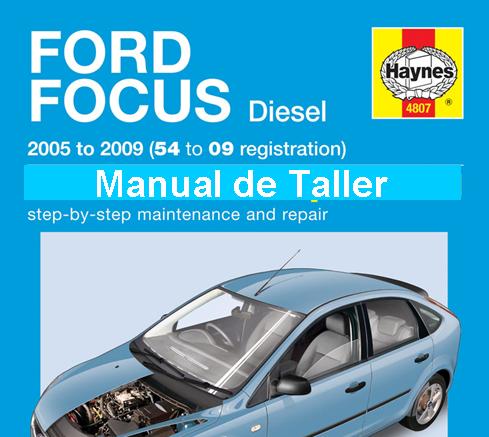 FORD
FOCUS Diesel
Haynes
4807
®
2005 to 2009 (54 to 09 registration)
Manual de Taller
step-by-step maintenance and repair